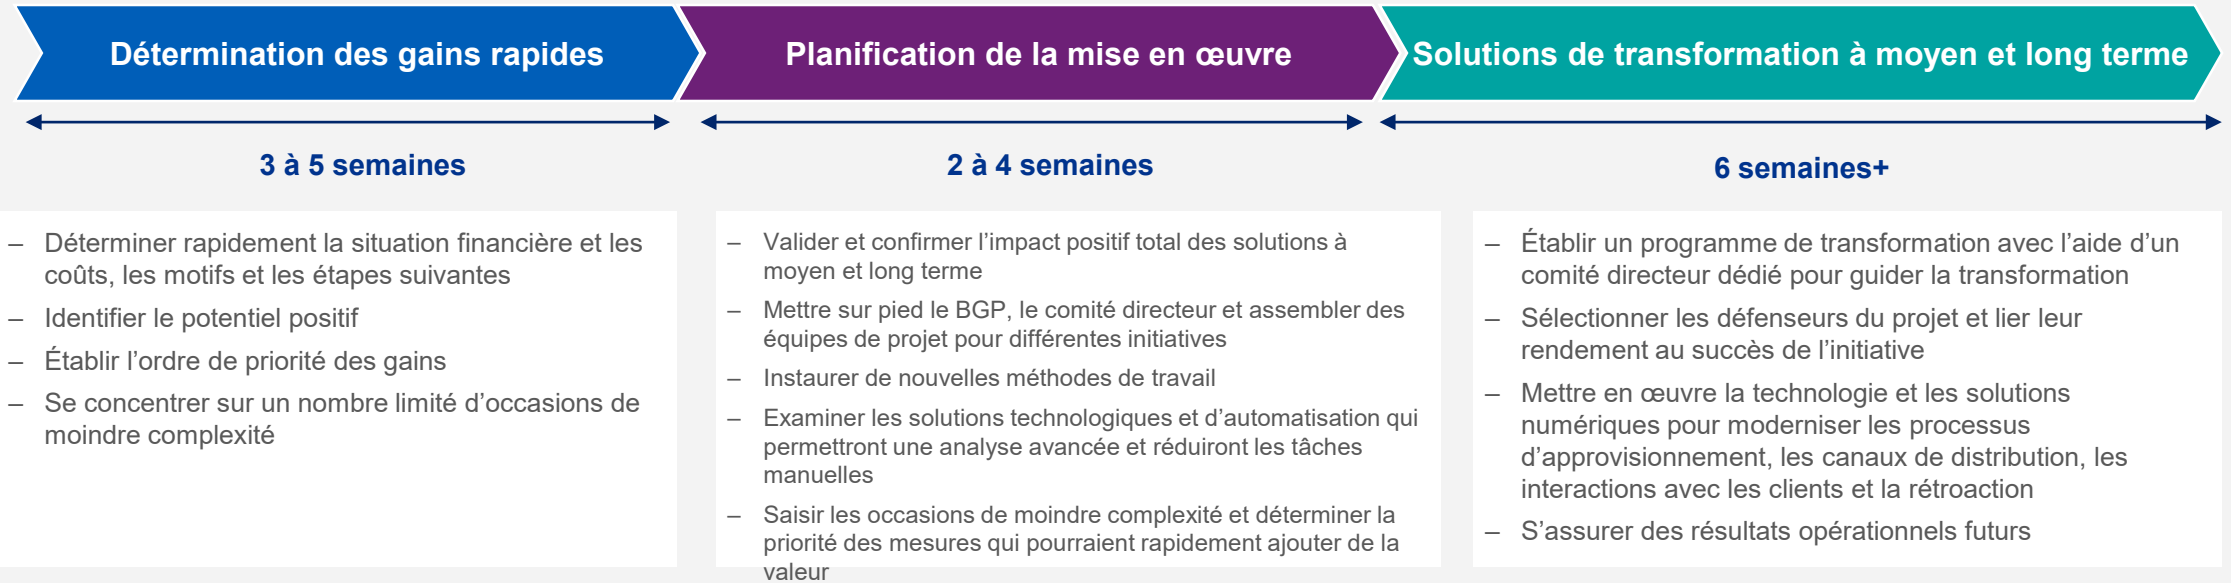 Détermination des gains rapides
Planification de la mise en œuvre
Solutions de transformation à moyen et long terme
3 à 5 semaines
2 à 4 semaines
6 semaines+
– Déterminer rapidement la situation financière et les
coûts, les motifs et les étapes suivantes
– Identifier le potentiel positif
– Établir l’ordre de priorité des gains
– Se concentrer sur un nombre limité d’occasions de
moindre complexité
– Valider et confirmer l’impact positif total des solutions à
moyen et long terme
– Mettre sur pied le BGP, le comité directeur et assembler des
équipes de projet pour différentes initiatives
– Instaurer de nouvelles méthodes de travail
– Examiner les solutions technologiques et d’automatisation qui
permettront une analyse avancée et réduiront les tâches
manuelles
– Saisir les occasions de moindre complexité et déterminer la
priorité des mesures qui pourraient rapidement ajouter de la
valeur
– Établir un programme de transformation avec l’aide d’un
comité directeur dédié pour guider la transformation
– Sélectionner les défenseurs du projet et lier leur
rendement au succès de l’initiative
– Mettre en œuvre la technologie et les solutions
numériques pour moderniser les processus
d’approvisionnement, les canaux de distribution, les
interactions avec les clients et la rétroaction
– S’assurer des résultats opérationnels futurs